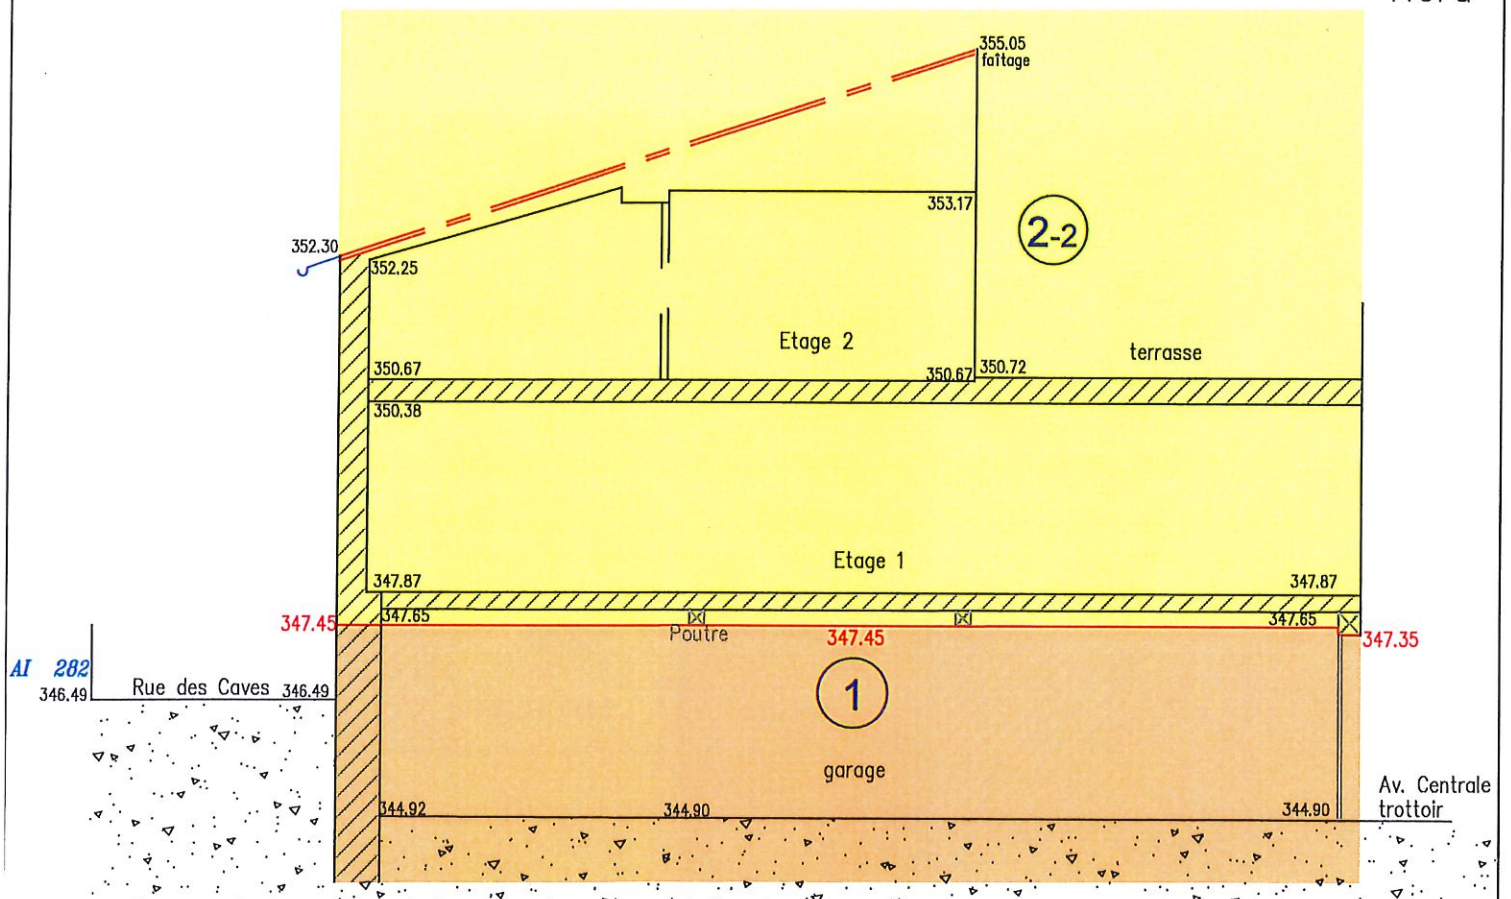 355.05
faîtage
353.17
2-2
352.30
352.25
Etage 2
terrasse
350.67
350.67
350.72
350.38
Etage 1
347.87
347.87
347.45
347.65
347.65
Poutre
347.45
347.35
AI 282
346.49
Rue des Caves
346.49
1
garage
344.92
344.90
344.90
Av. Centrale
trottoir